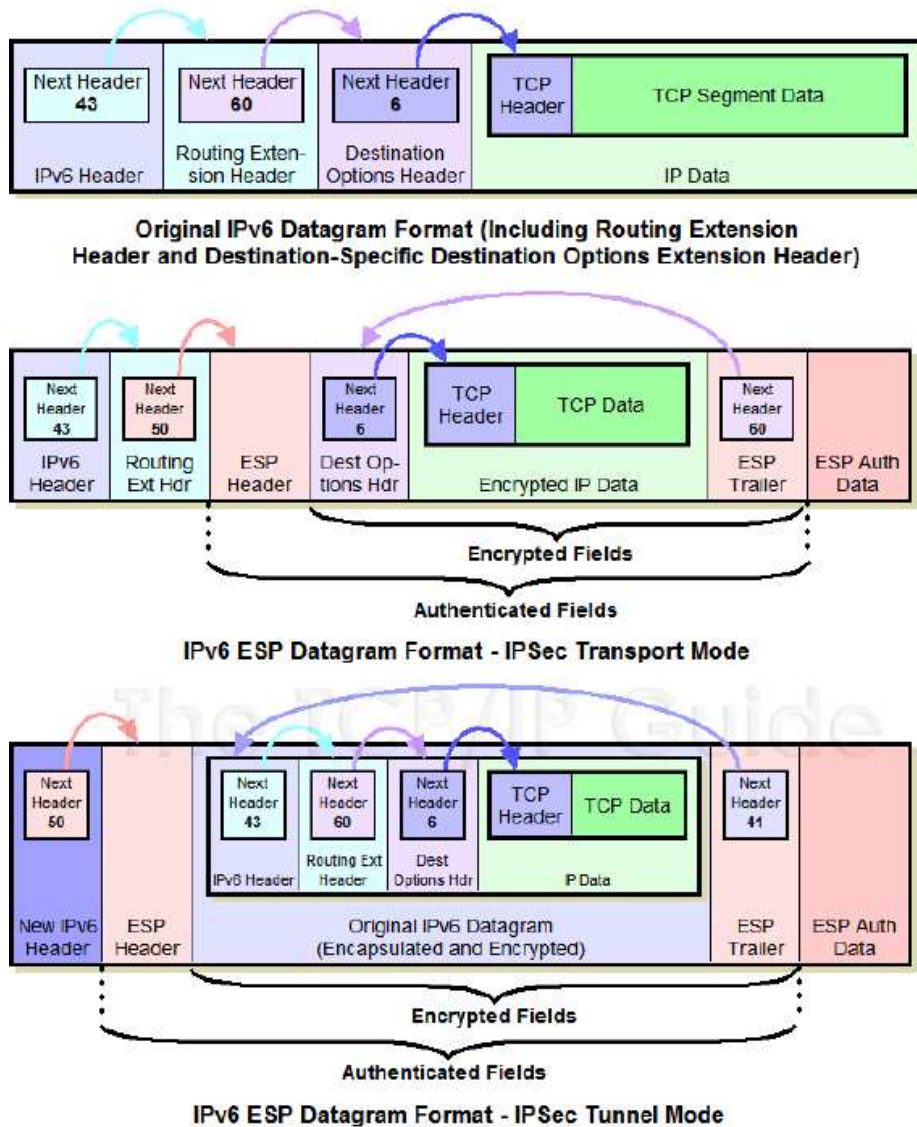 Next Header
43
IPv6 Header
Next Header
60
Routing Exten-
sion Header
Next Header
6
Destination
Options Header
TCP
Header
TCP Segment Data
IP Data
Original IPv6 Datagram Format (Including Routing Extension
Header and Destination-Specific Destination Options Extension Header)
Next
Header
43
IPv6
Header
Next
Header
50
Routing
Ext Hdr
ESP
Header
Next
Header
6
Dest Op-
tions Hdr
TCP
Header
TCP Data
Encrypted IP Data
Next
Header
60
ESP
Trailer
ESP Auth
Data
Encrypted Fields
Authenticated Fields
IPv6 ESP Datagram Format - IPSec Transport Mode
The TCP/IP Guide
Next
Header
50
New IPv6
Header
ESP
Header
Next
Header
43
IPv6 Header
Next
Header
60
Routing Ext
Header
Next
Header
6
Dest
Options Hdr
TCP
Header
TCP Data
IP Data
Original IPv6 Datagram
(Encapsulated and Encrypted)
Next
Header
41
ESP
Trailer
ESP Auth
Data
Encrypted Fields
Authenticated Fields
IPv6 ESP Datagram Format - IPSec Tunnel Mode